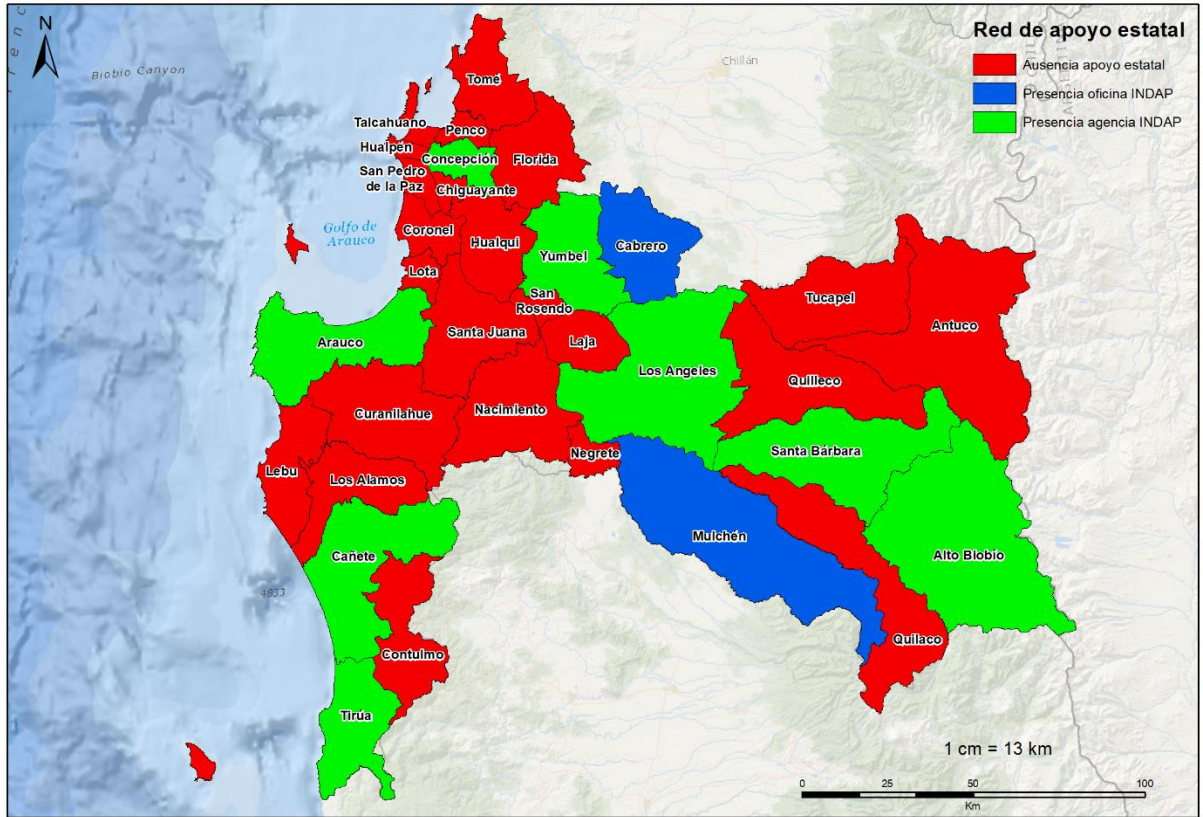 N
Biobio Canyon
Chillán
Red de apoyo estatal
Ausencia apoyo estatal
Presencia oficina INDAP
Presencia agencia INDAP
Tomé
Talcahuano
Penco
Hualpén
Concepción
Florida
San Pedro
de la Paz
Chiguayante
Golfo de
Arauco
Coronel
Hualqui
Yumbel
Cabrero
Lota
San
Rosendo
Tucapel
Antuco
Arauco
Santa Juana
Laja
Los Angeles
Quilleco
Curanilahue
Nacimiento
Negrete
Santa Bárbara
Lebu
Los Alamos
Mulchén
Cañete
Alto Biobío
4833
Contulmo
Quilaco
Tirúa
1 cm = 13 km
0 25 50 100
Km